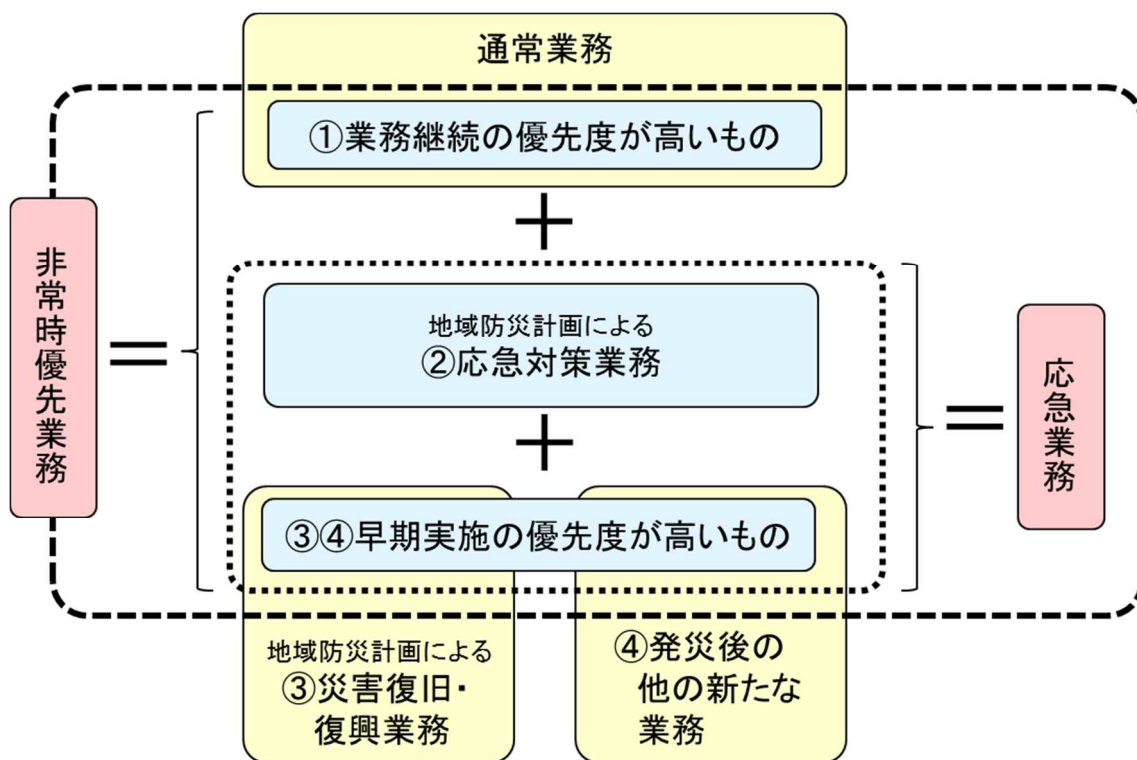 通常業務
①業務継続の優先度が高いもの
＋
非常時優先業務
＝
地域防災計画による
②応急対策業務
＝
応急業務
＋
③④早期実施の優先度が高いもの
地域防災計画による
③災害復旧・
復興業務
④発災後の
他の新たな
業務